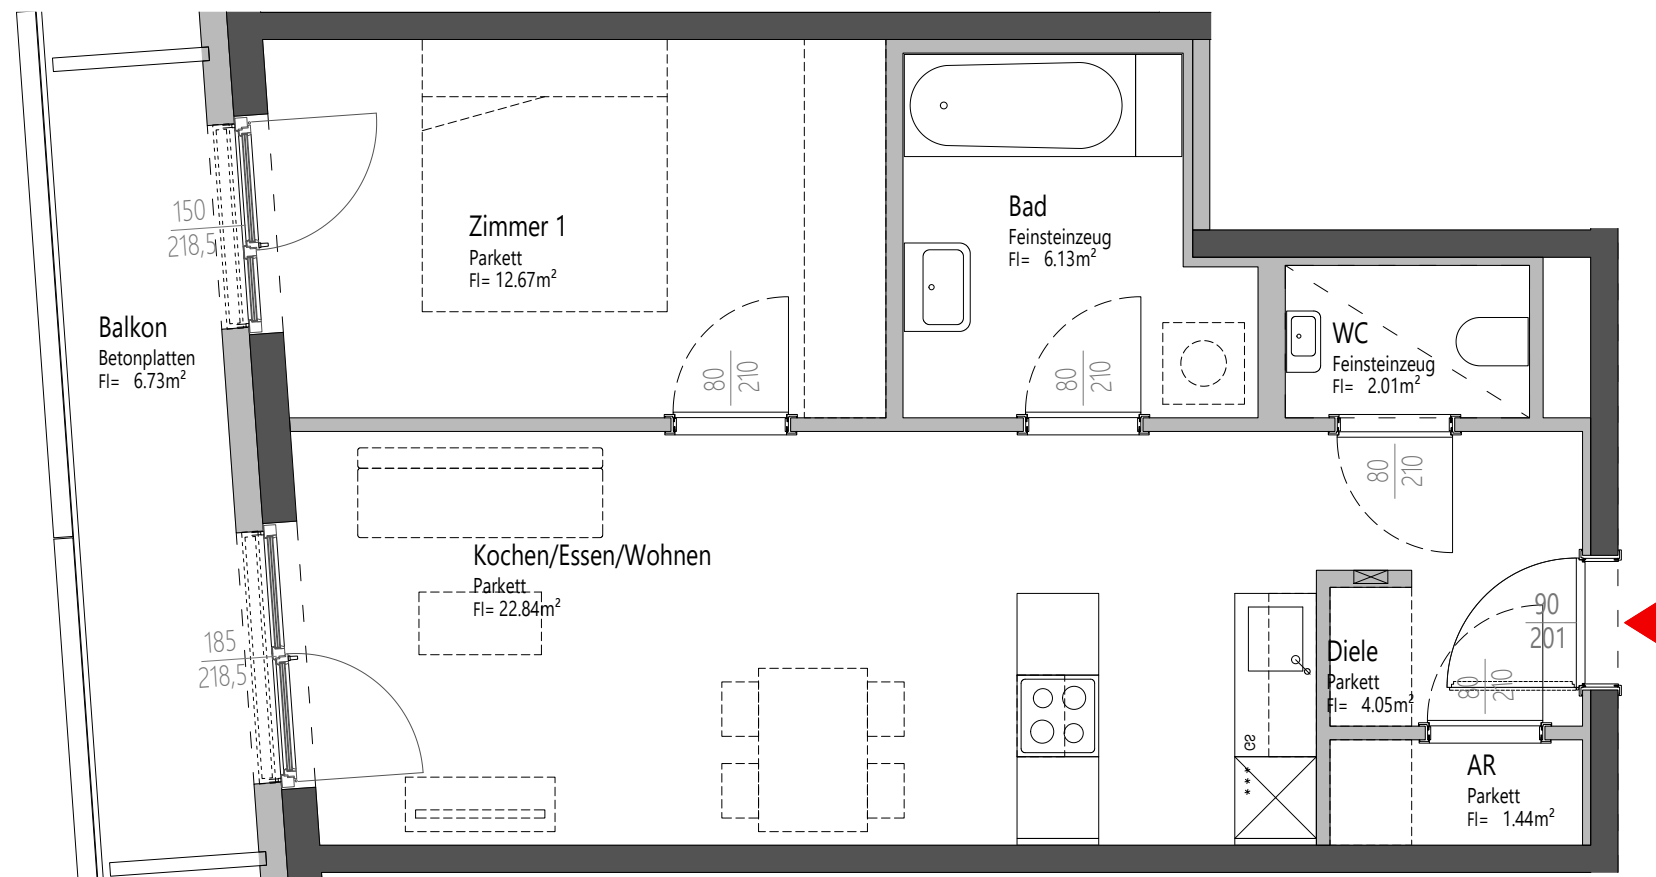 150
218,5
Zimmer 1
Parkett
Fl= 12.67m²
80
210
Bad
Feinsteinzeug
Fl= 6.13m²
80
210
WC
Feinsteinzeug
Fl= 2.01m²
80
210
Balkon
Betonplatten
Fl= 6.73m²
185
218,5
Kochen/Essen/Wohnen
Parkett
Fl= 22.84m²
GS
***
Diele
Parkett
Fl= 4.05m²
90
201
80
210
AR
Parkett
Fl= 1.44m²